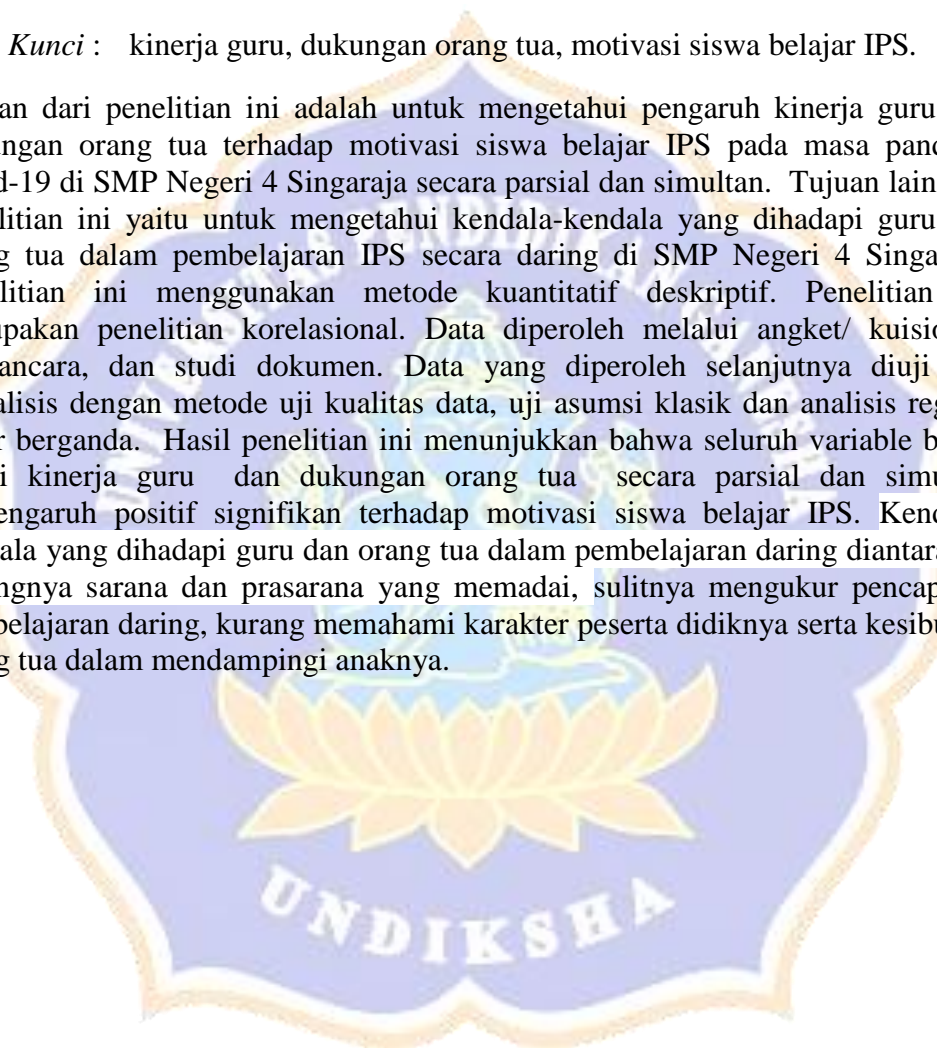 Kunci : kinerja guru, dukungan orang tua, motivasi siswa belajar IPS.
an dari penelitian ini adalah untuk mengetahui pengaruh kinerja guru
ngan orang tua terhadap motivasi siswa belajar IPS pada masa pand
d-19 di SMP Negeri 4 Singaraja secara parsial dan simultan. Tujuan lain
litian ini yaitu untuk mengetahui kendala-kendala yang dihadapi guru
g tua dalam pembelajaran IPS secara daring di SMP Negeri 4 Singa
litian ini menggunakan metode kuantitatif deskriptif. Penelitian
upakan penelitian korelasional. Data diperoleh melalui angket/ kuisio
ancara, dan studi dokumen. Data yang diperoleh selanjutnya diuji
alisis dengan metode uji kualitas data, uji asumsi klasik dan analisis reg
r berganda. Hasil penelitian ini menunjukkan bahwa seluruh variable b
i kinerja guru dan dukungan orang tua secara parsial dan simu
engaruh positif signifikan terhadap motivasi siswa belajar IPS. Kend
ala yang dihadapi guru dan orang tua dalam pembelajaran daring diantara
ngnya sarana dan prasarana yang memadai, sulitnya mengukur pencap
belajaran daring, kurang memahami karakter peserta didiknya serta kesibu
g tua dalam mendampingi anaknya.
UNIVERSITAS PENDIDIKAN GANESHA
UNDIKSHA